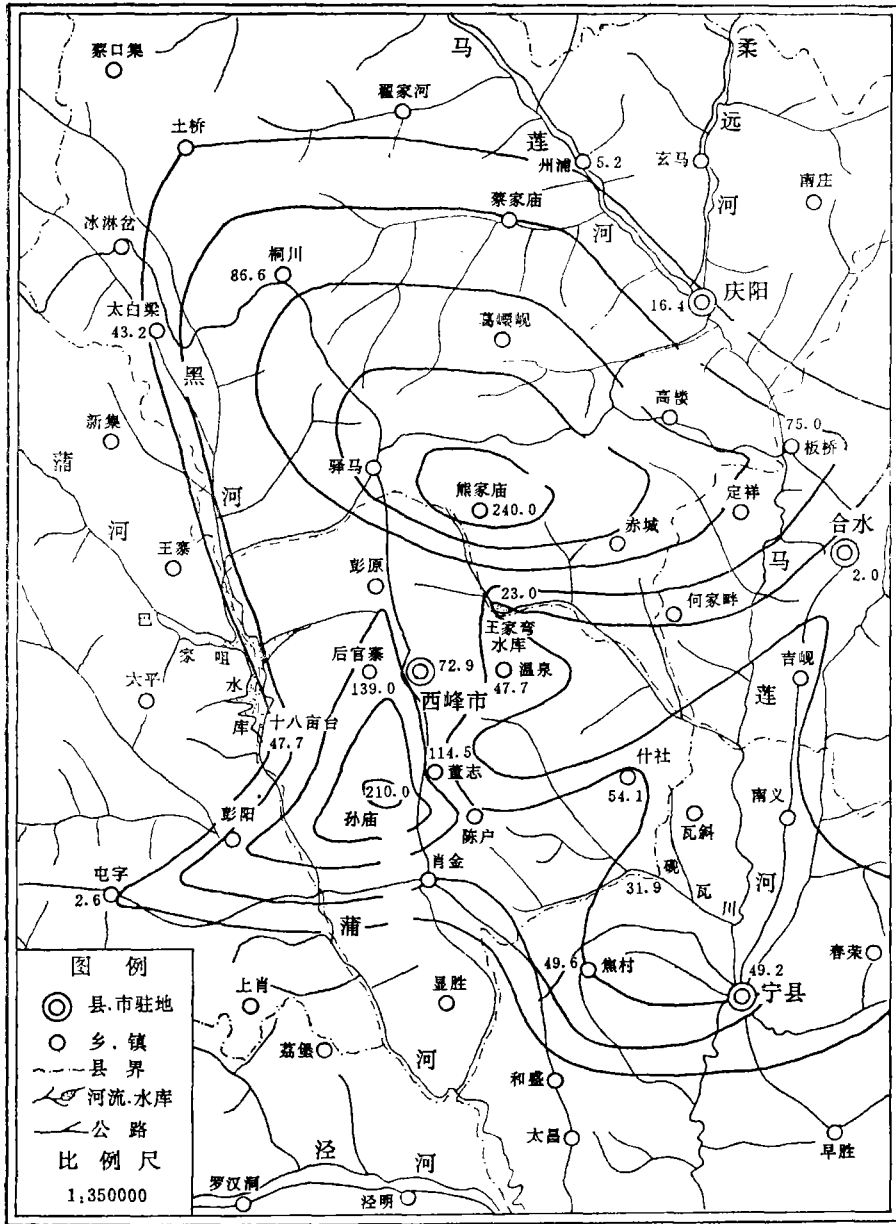 蔡口集
马
柔
翟家河
土桥
莲
远
州浦
5.2
玄马
南庄
河
蔡家庙
河
冰淋岔
桐川
86.6
庆阳
16.4
太白梁
43.2
葛崾岘
黑
高楼
75.0
板桥
新集
蒲
驿马
河
熊家庙
240.0
定祥
河
赤城
合水
马
2.0
王寨
彭原
23.0
何家畔
王家弯
水库
巴
家
咀
水
库
后官寨
139.0
72.9
西峰市
温泉
47.7
莲
吉岘
太平
十八亩台
47.7
114.5
董志
什社
54.1
210.0
孙庙
彭阳
陈户
瓦斜
南义
肖金
砚
瓦
川
31.9
河
屯字
2.6
蒲
图 例
县.市驻地
乡.镇
县 界
河流.水库
公 路
比 例 尺
1:350000
49.6
焦村
49.2
宁县
春荣
上肖
显胜
荔堡
河
和盛
太昌
早胜
泾
河
罗汉洞
泾明